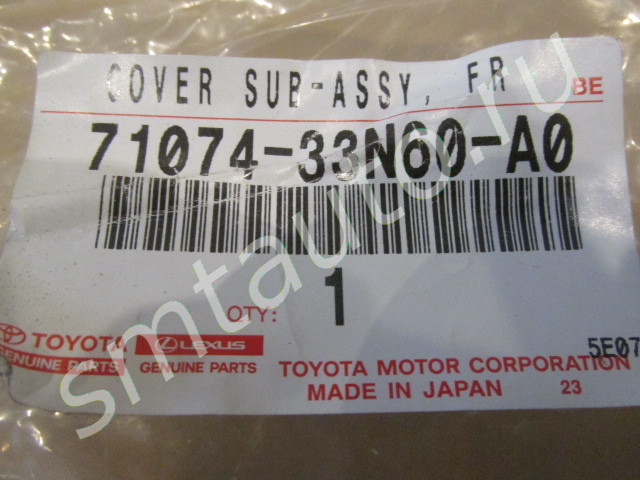 COVER SUB-ASSY, FR
BE
71074-33N60-A0
QTY: 1
TOYOTA LEXUS
GENUINE PARTS GENUINE PARTS
5E07
TOYOTA MOTOR CORPORATION
MADE IN JAPAN 23
smtauto.ru